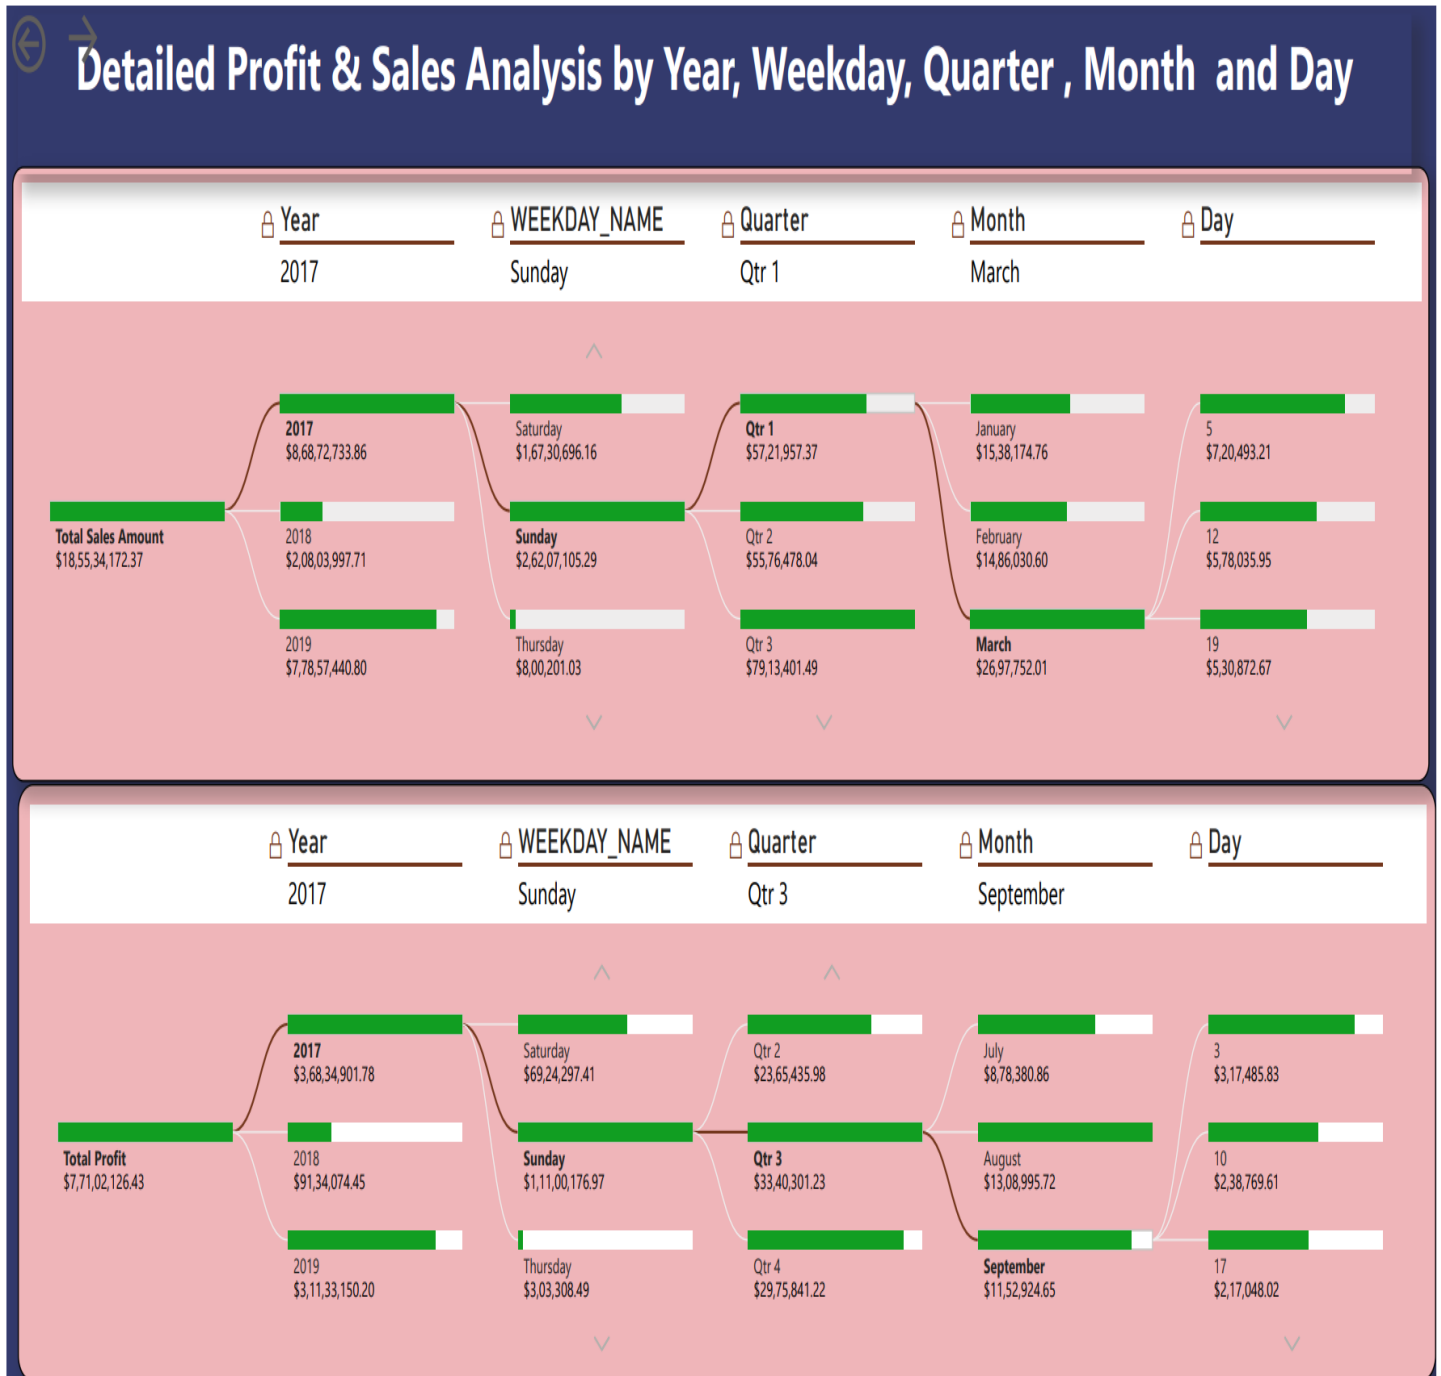 Detailed Profit & Sales Analysis by Year, Weekday, Quarter , Month  and Day
Year WEEKDAY_NAME Quarter Month Day
2017 Sunday Qtr 1 March
2017 Saturday Qtr 1 January 5
$8,68,72,733.86 $1,67,30,696.16 $57,21,957.37 $15,38,174.76 $7,20,493.21
Total Sales Amount 2018 Sunday Qtr 2 February 12
$18,55,34,172.37 $2,08,03,997.71 $2,62,07,105.29 $55,76,478.04 $14,86,030.60 $5,78,035.95
2019 Thursday Qtr 3 March 19
$7,78,57,440.80 $8,00,201.03 $79,13,401.49 $26,97,752.01 $5,30,872.67
Year WEEKDAY_NAME Quarter Month Day
2017 Sunday Qtr 3 September
2017 Saturday Qtr 2 July 3
$3,68,34,901.78 $69,24,297.41 $23,65,435.98 $8,78,380.86 $3,17,485.83
Total Profit 2018 Sunday Qtr 3 August 10
$7,71,02,126.43 $91,34,074.45 $1,11,00,176.97 $33,40,301.23 $13,08,995.72 $2,38,769.61
2019 Thursday Qtr 4 September 17
$3,11,33,150.20 $3,03,308.49 $29,75,841.22 $11,52,924.65 $2,17,048.02